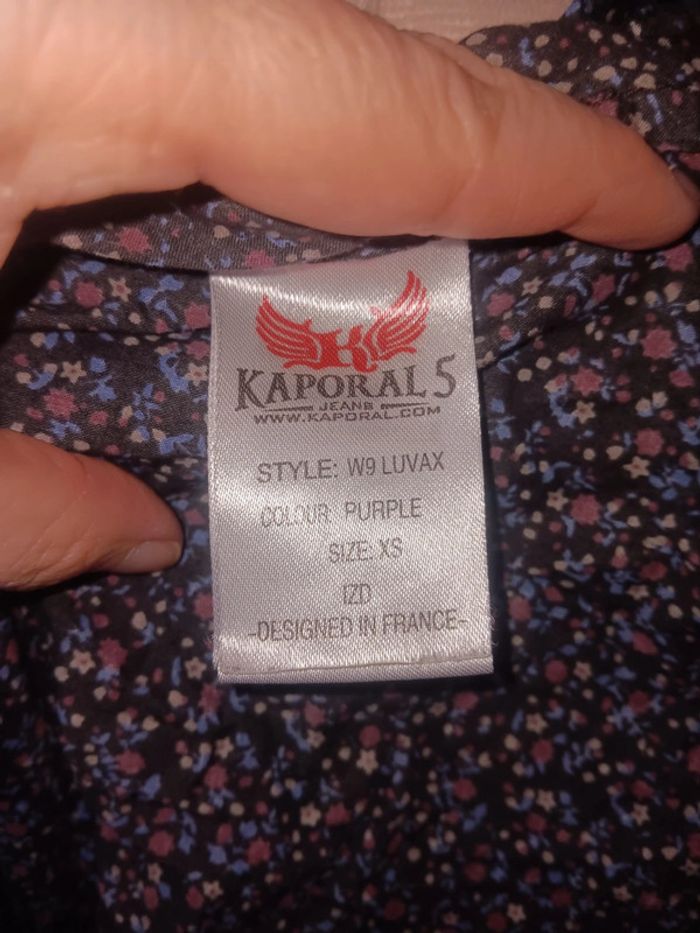 K
KAPORAL 5
JEANS
WWW.KAPORAL.COM
STYLE: W9 LUVAX
COLOUR PURPLE
SIZE: XS
IZD
-DESIGNED IN FRANCE-